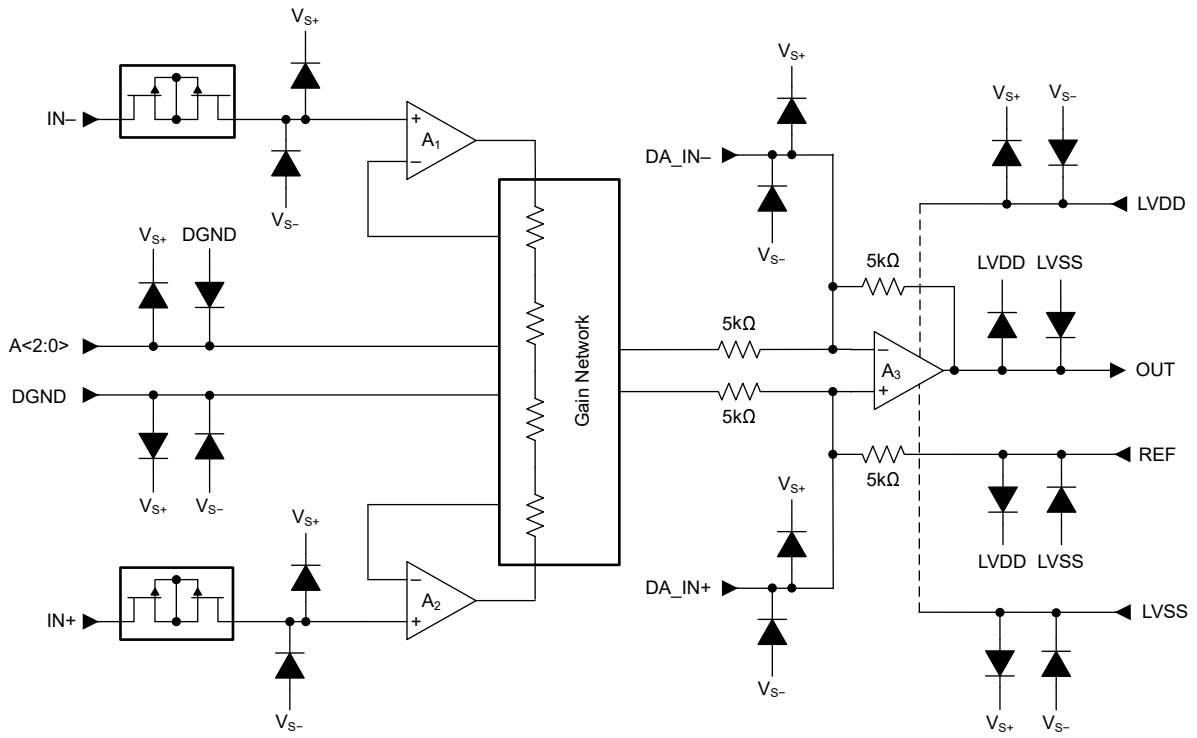 VS+
IN–
VS–
+
A1
–
VS+
DGND
A<2:0>
DGND
VS+
VS–
VS+
IN+
VS–
–
A2
+
Gain Network
VS+
DA_IN–
VS–
5kΩ
5kΩ
5kΩ
–
A3
+
5kΩ
VS+
DA_IN+
VS–
VS+
VS–
LVDD
LVDD
LVSS
OUT
REF
LVDD
LVSS
LVSS
VS+
VS–